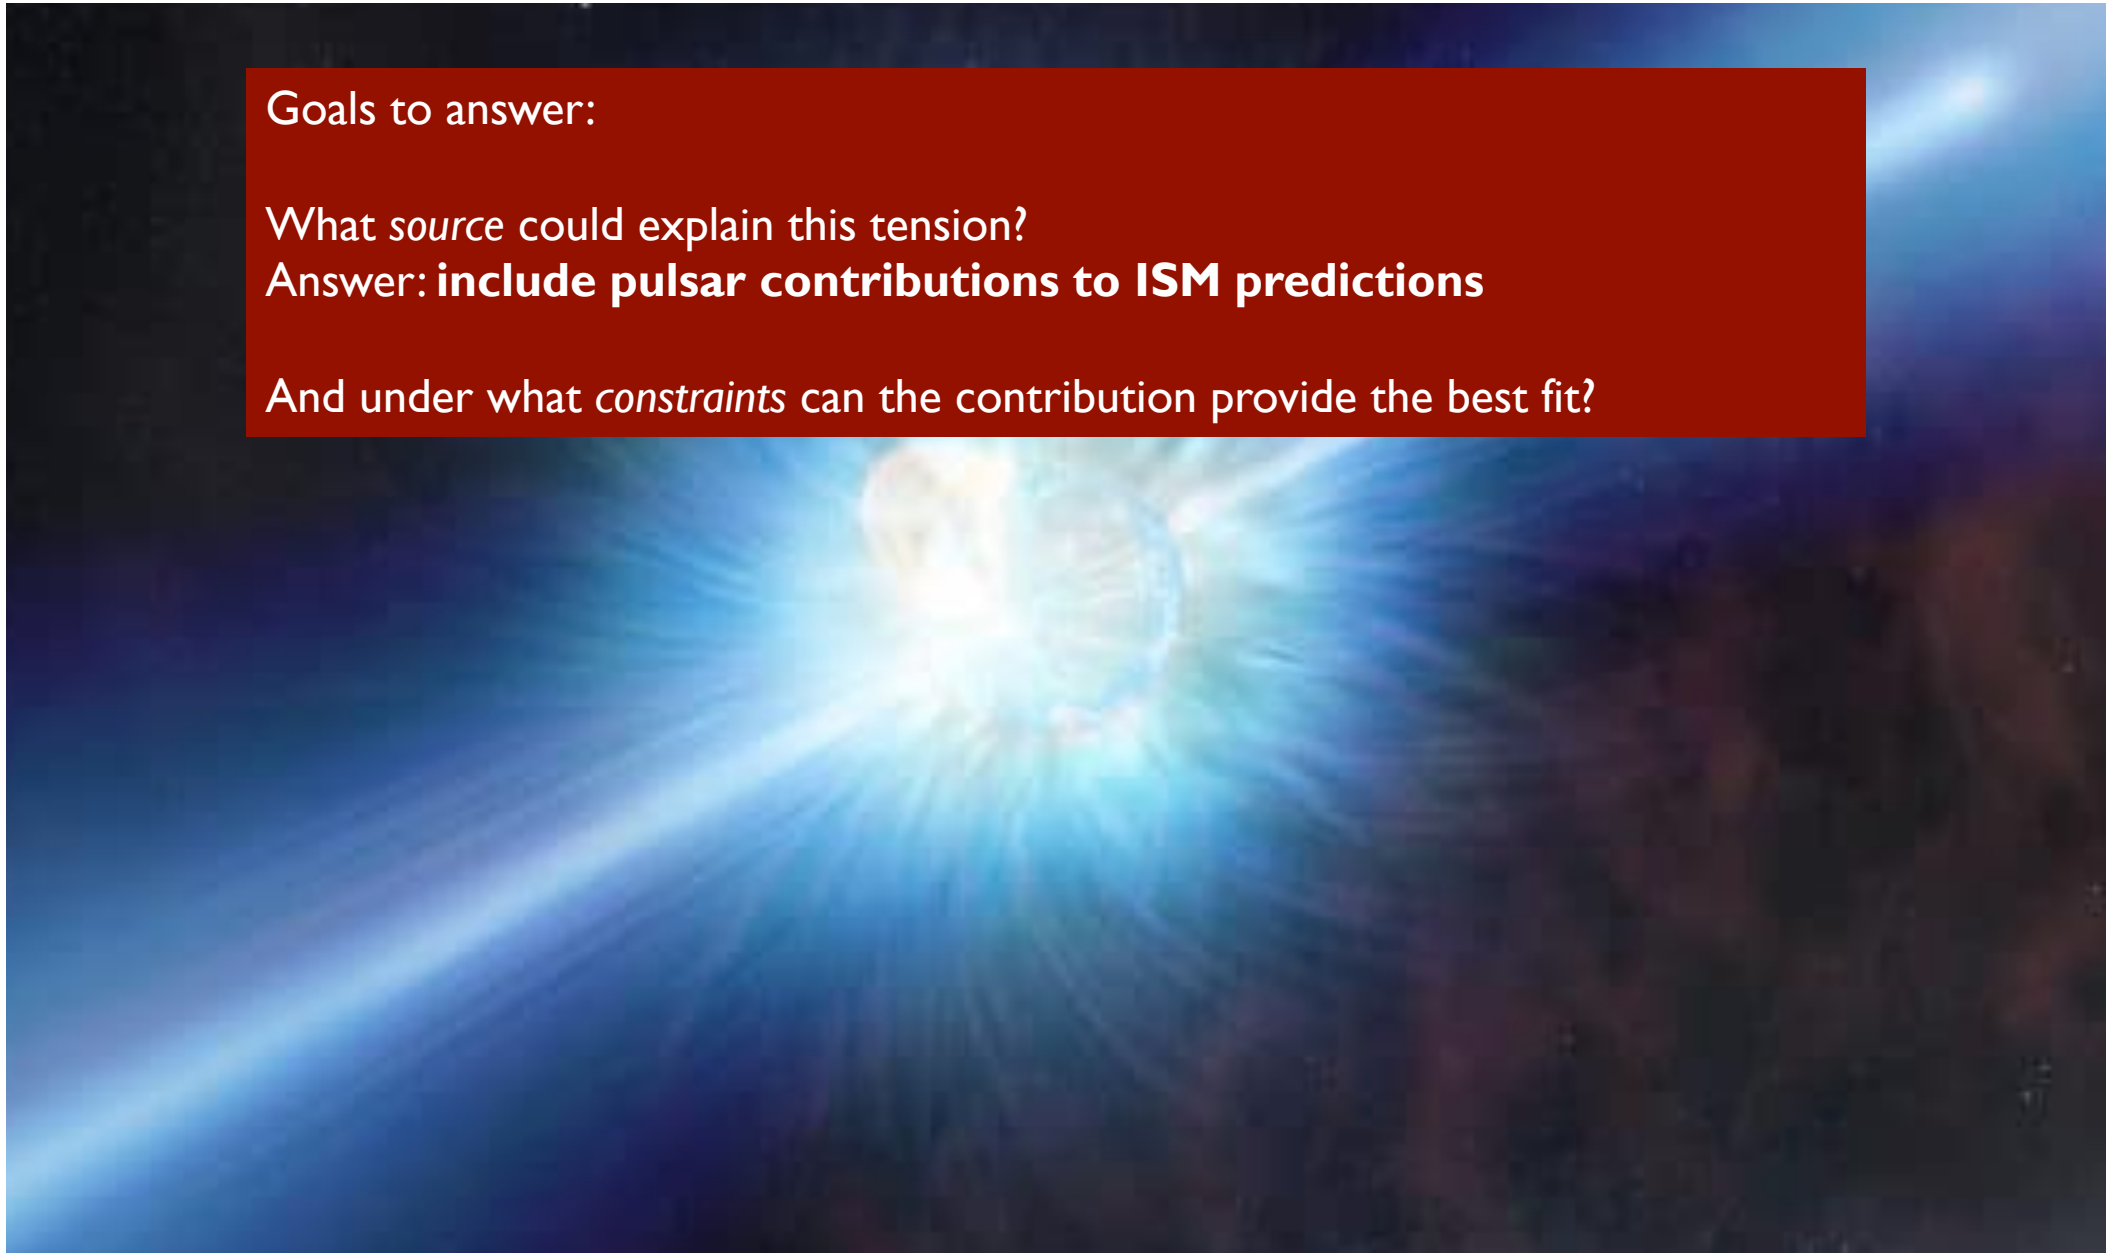 Goals to answer:
What source could explain this tension?
Answer: include pulsar contributions to ISM predictions
And under what constraints can the contribution provide the best fit?